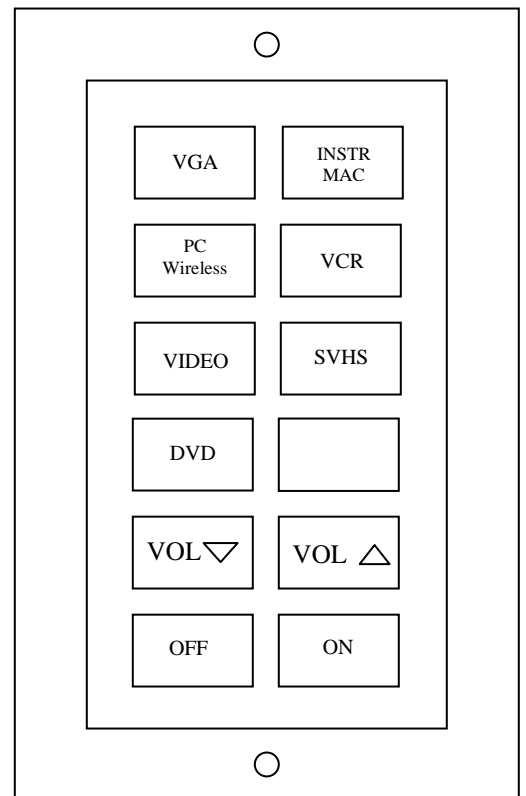 VGA
INSTR
MAC
PC
Wireless
VCR
VIDEO
SVHS
DVD
VOL
VOL
OFF
ON